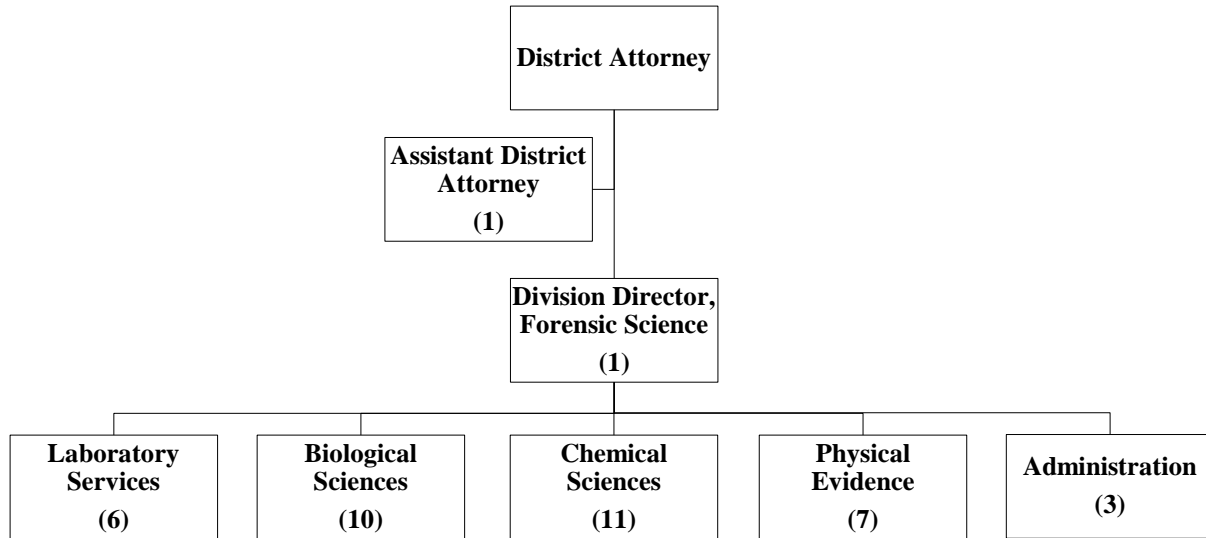 District Attorney
Assistant District
Attorney
(1)
Division Director,
Forensic Science
(1)
Laboratory
Services
(6)
Biological
Sciences
(10)
Chemical
Sciences
(11)
Physical
Evidence
(7)
Administration
(3)